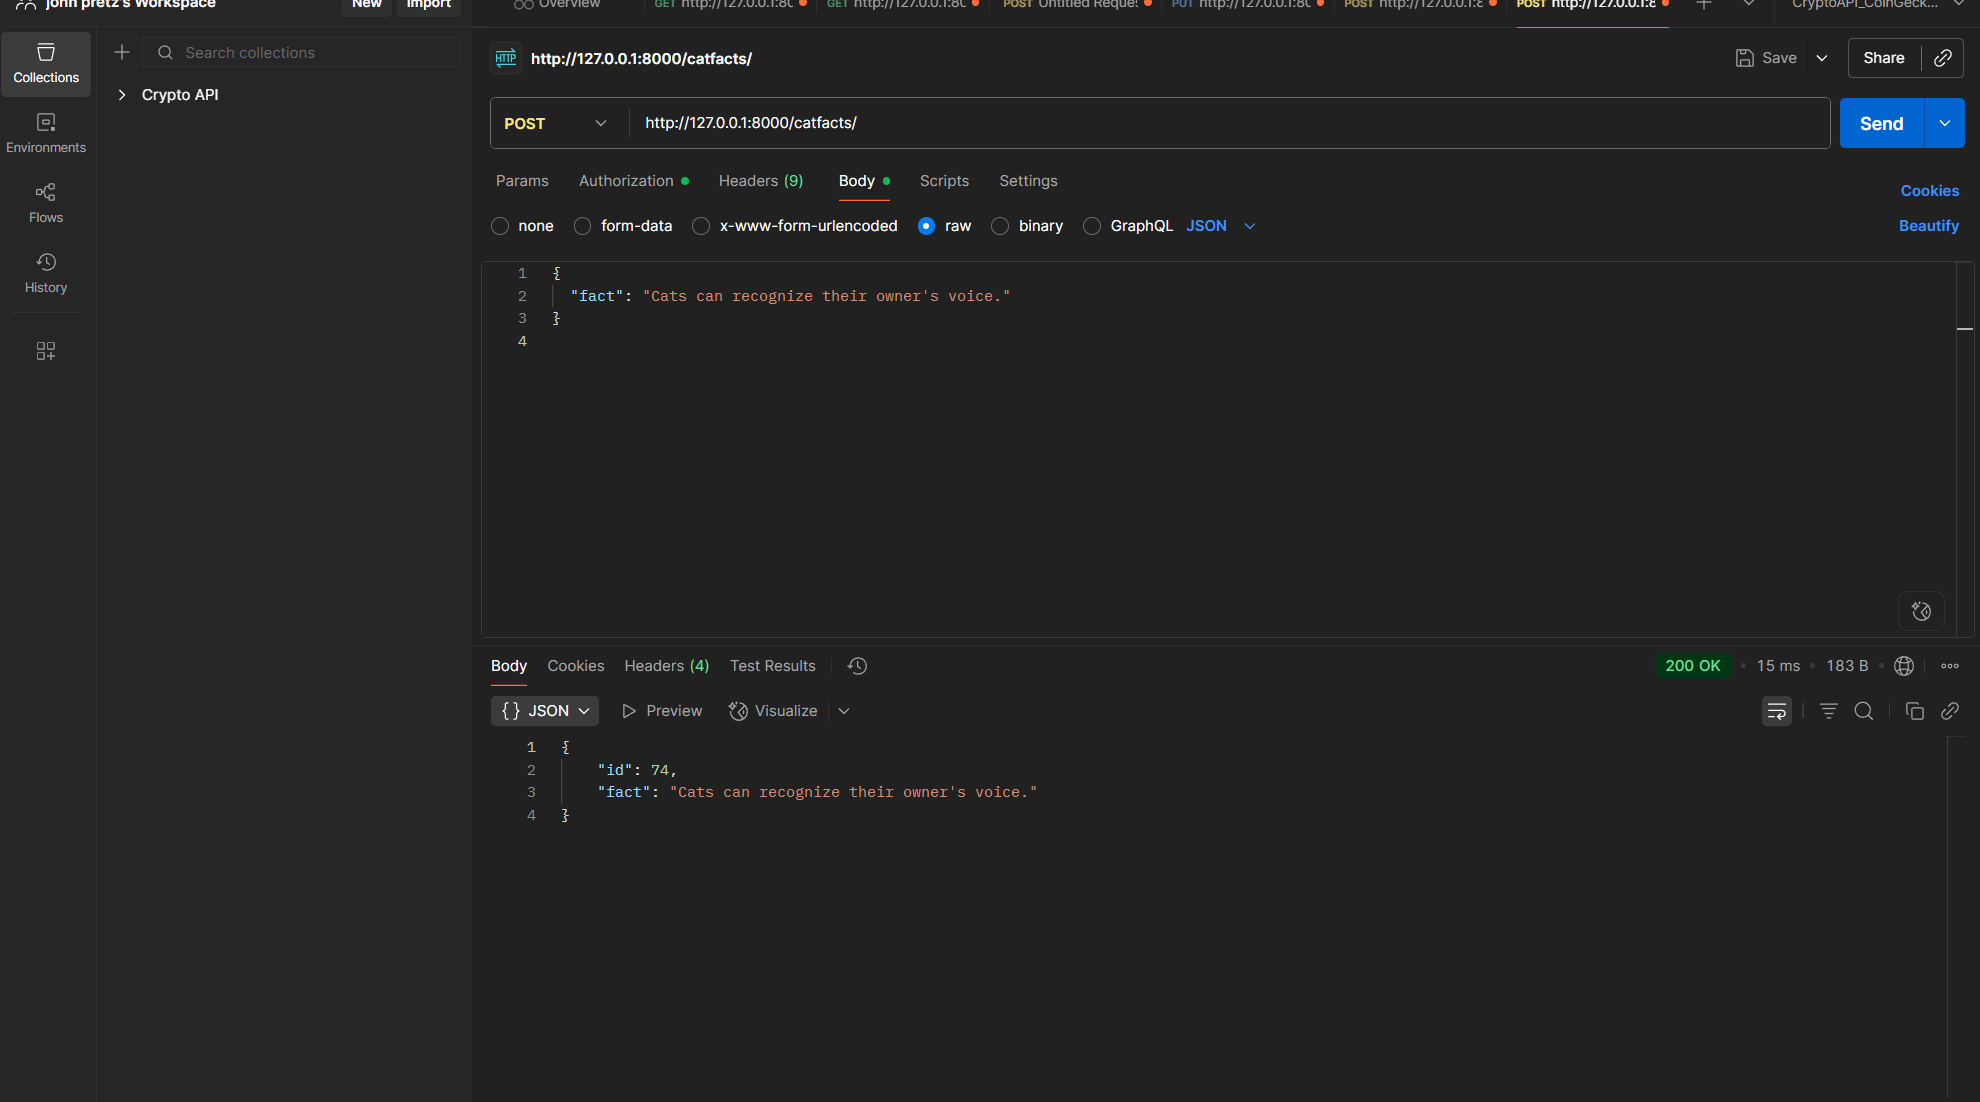 john pretz's Workspace
New
Import
Overview
GET http://127.0.0.1:80
GET http://127.0.0.1:80
POST Untitled Reques
PUT http://127.0.0.1:80
POST http://127.0.0.1:8
POST http://127.0.0.1:8
CryptoAPI_CoinGeck...
Collections
Environments
Flows
History
Search collections
Crypto API
HTTP
http://127.0.0.1:8000/catfacts/
Save
Share
POST
http://127.0.0.1:8000/catfacts/
Send
Params
Authorization
Headers (9)
Body
Scripts
Settings
Cookies
none
form-data
x-www-form-urlencoded
raw
binary
GraphQL
JSON
Beautify
1 {
2 "fact": "Cats can recognize their owner's voice."
3 }
4
Body
Cookies
Headers (4)
Test Results
200 OK
15 ms
183 B
{} JSON
Preview
Visualize
1 {
2 "id": 74,
3 "fact": "Cats can recognize their owner's voice."
4 }